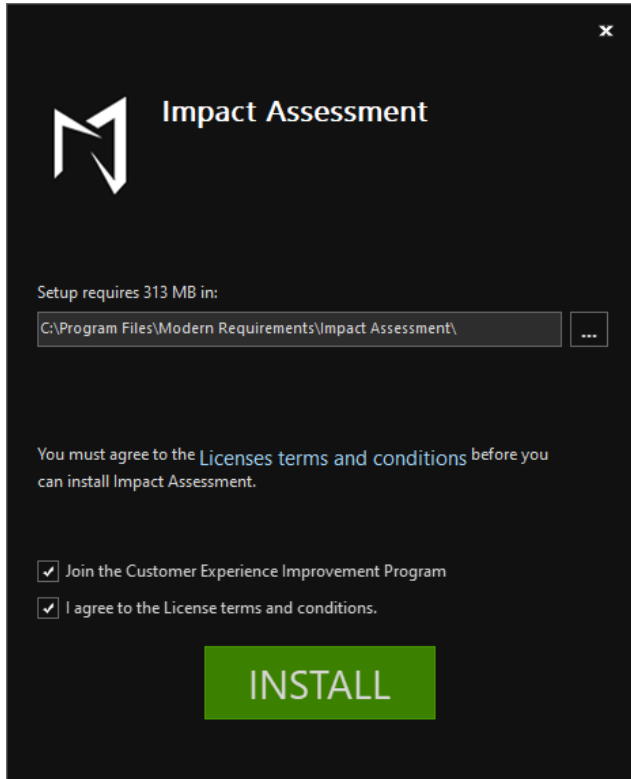 Impact Assessment
Setup requires 313 MB in:
C:\Program Files\Modern Requirements\Impact Assessment\
...
You must agree to the Licenses terms and conditions before you
can install Impact Assessment.
Join the Customer Experience Improvement Program
I agree to the License terms and conditions.
INSTALL